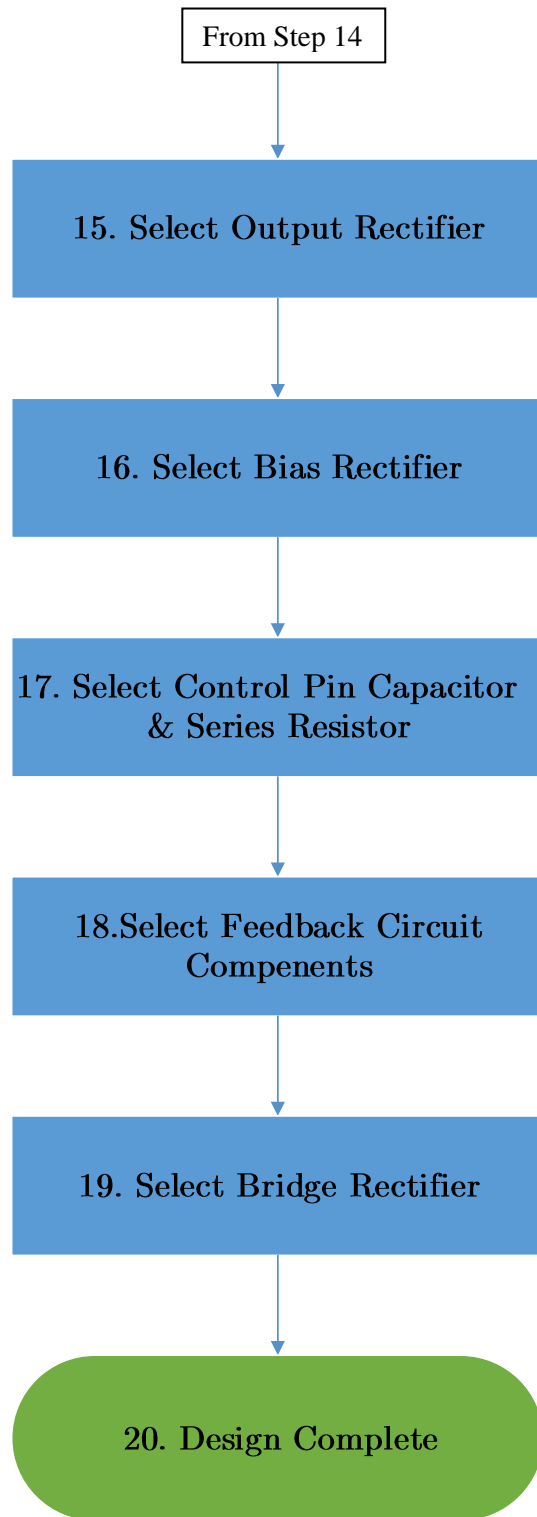 From Step 14
15. Select Output Rectifier
16. Select Bias Rectifier
17. Select Control Pin Capacitor
& Series Resistor
18.Select Feedback Circuit
Compenents
19. Select Bridge Rectifier
20. Design Complete